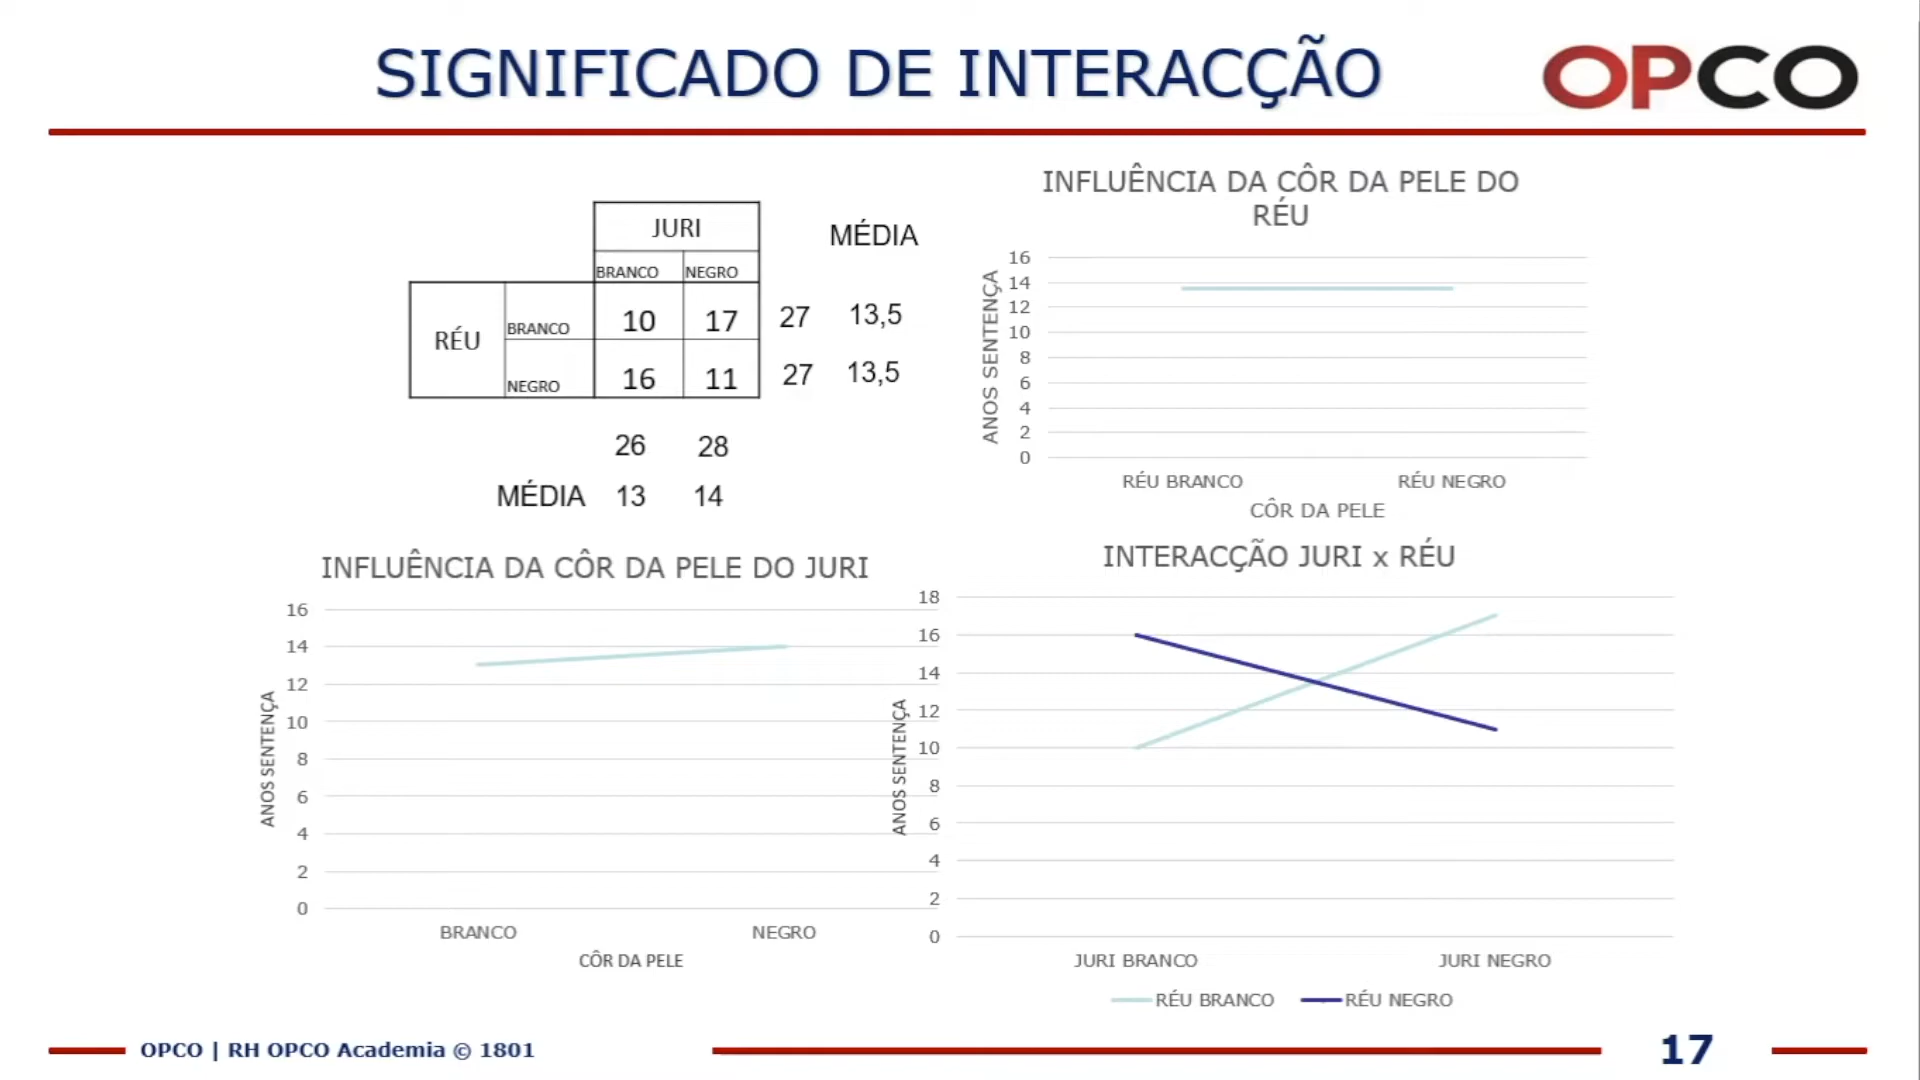 SIGNIFICADO DE INTERACÇÃO
OPCO
JURI
MÉDIA
BRANCO NEGRO
RÉU
BRANCO 10 17 27 13,5
NEGRO 16 11 27 13,5
26 28
MÉDIA 13 14
INFLUÊNCIA DA CÔR DA PELE DO
RÉU
ANOS SENTENÇA
16
14
12
10
8
6
4
2
0
RÉU BRANCO RÉU NEGRO
CÔR DA PELE
INFLUÊNCIA DA CÔR DA PELE DO JURI
ANOS SENTENÇA
16
14
12
10
8
6
4
2
0
BRANCO NEGRO
CÔR DA PELE
INTERACÇÃO JURI x RÉU
ANOS SENTENÇA
18
16
14
12
10
8
6
4
2
0
JURI BRANCO JURI NEGRO
RÉU BRANCO RÉU NEGRO
OPCO | RH OPCO Academia © 1801
17